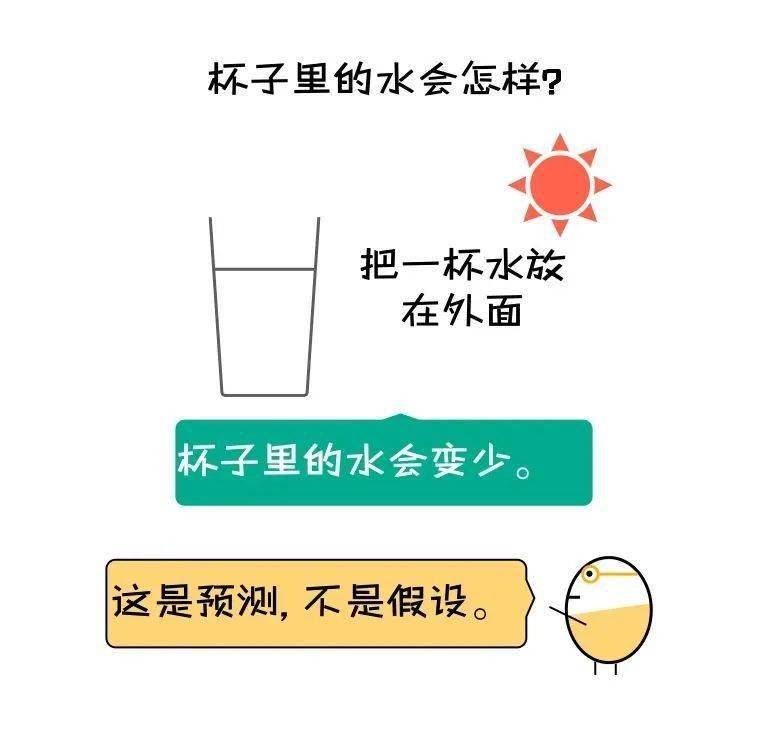 杯子里的水会怎样?
把一杯水放
在外面
杯子里的水会变少。
这是预测,不是假设。